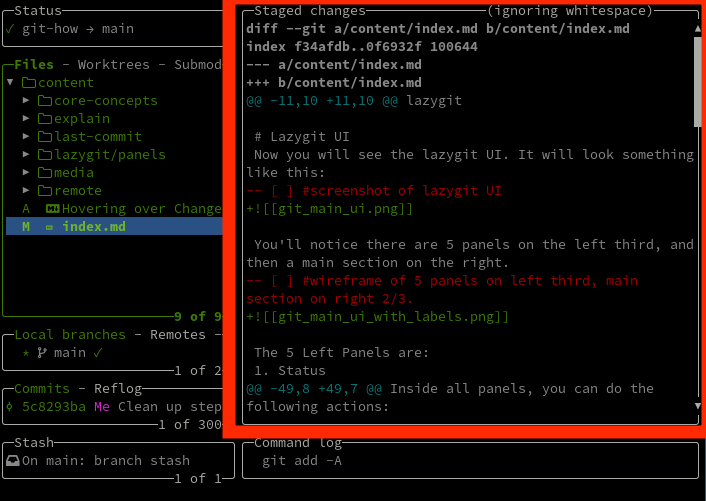 Status
✓ git-how → main
Files – Worktrees – Submod
▼ content
▶ core-concepts
▶ explain
▶ last-commit
▶ lazygit/panels
▶ media
▶ remote
A Hovering over Change
M index.md
9 of 9
Local branches – Remotes –
* main ✓
1 of 2
Commits – Reflog
5c8293ba Me Clean up step
1 of 300
Stash
On main: branch stash
1 of 1
Staged changes (ignoring whitespace)
diff --git a/content/index.md b/content/index.md
index f34afdb..0f6932f 100644
--- a/content/index.md
+++ b/content/index.md
@@ -11,10 +11,10 @@ lazygit
# Lazygit UI
Now you will see the lazygit UI. It will look something
like this:
-- [ ] #screenshot of lazygit UI
+![[git_main_ui.png]]
You'll notice there are 5 panels on the left third, and
then a main section on the right.
-- [ ] #wireframe of 5 panels on left third, main
section on right 2/3.
+![[git_main_ui_with_labels.png]]
The 5 Left Panels are:
1. Status
@@ -49,8 +49,7 @@ Inside all panels, you can do the
following actions:
Command log
git add -A